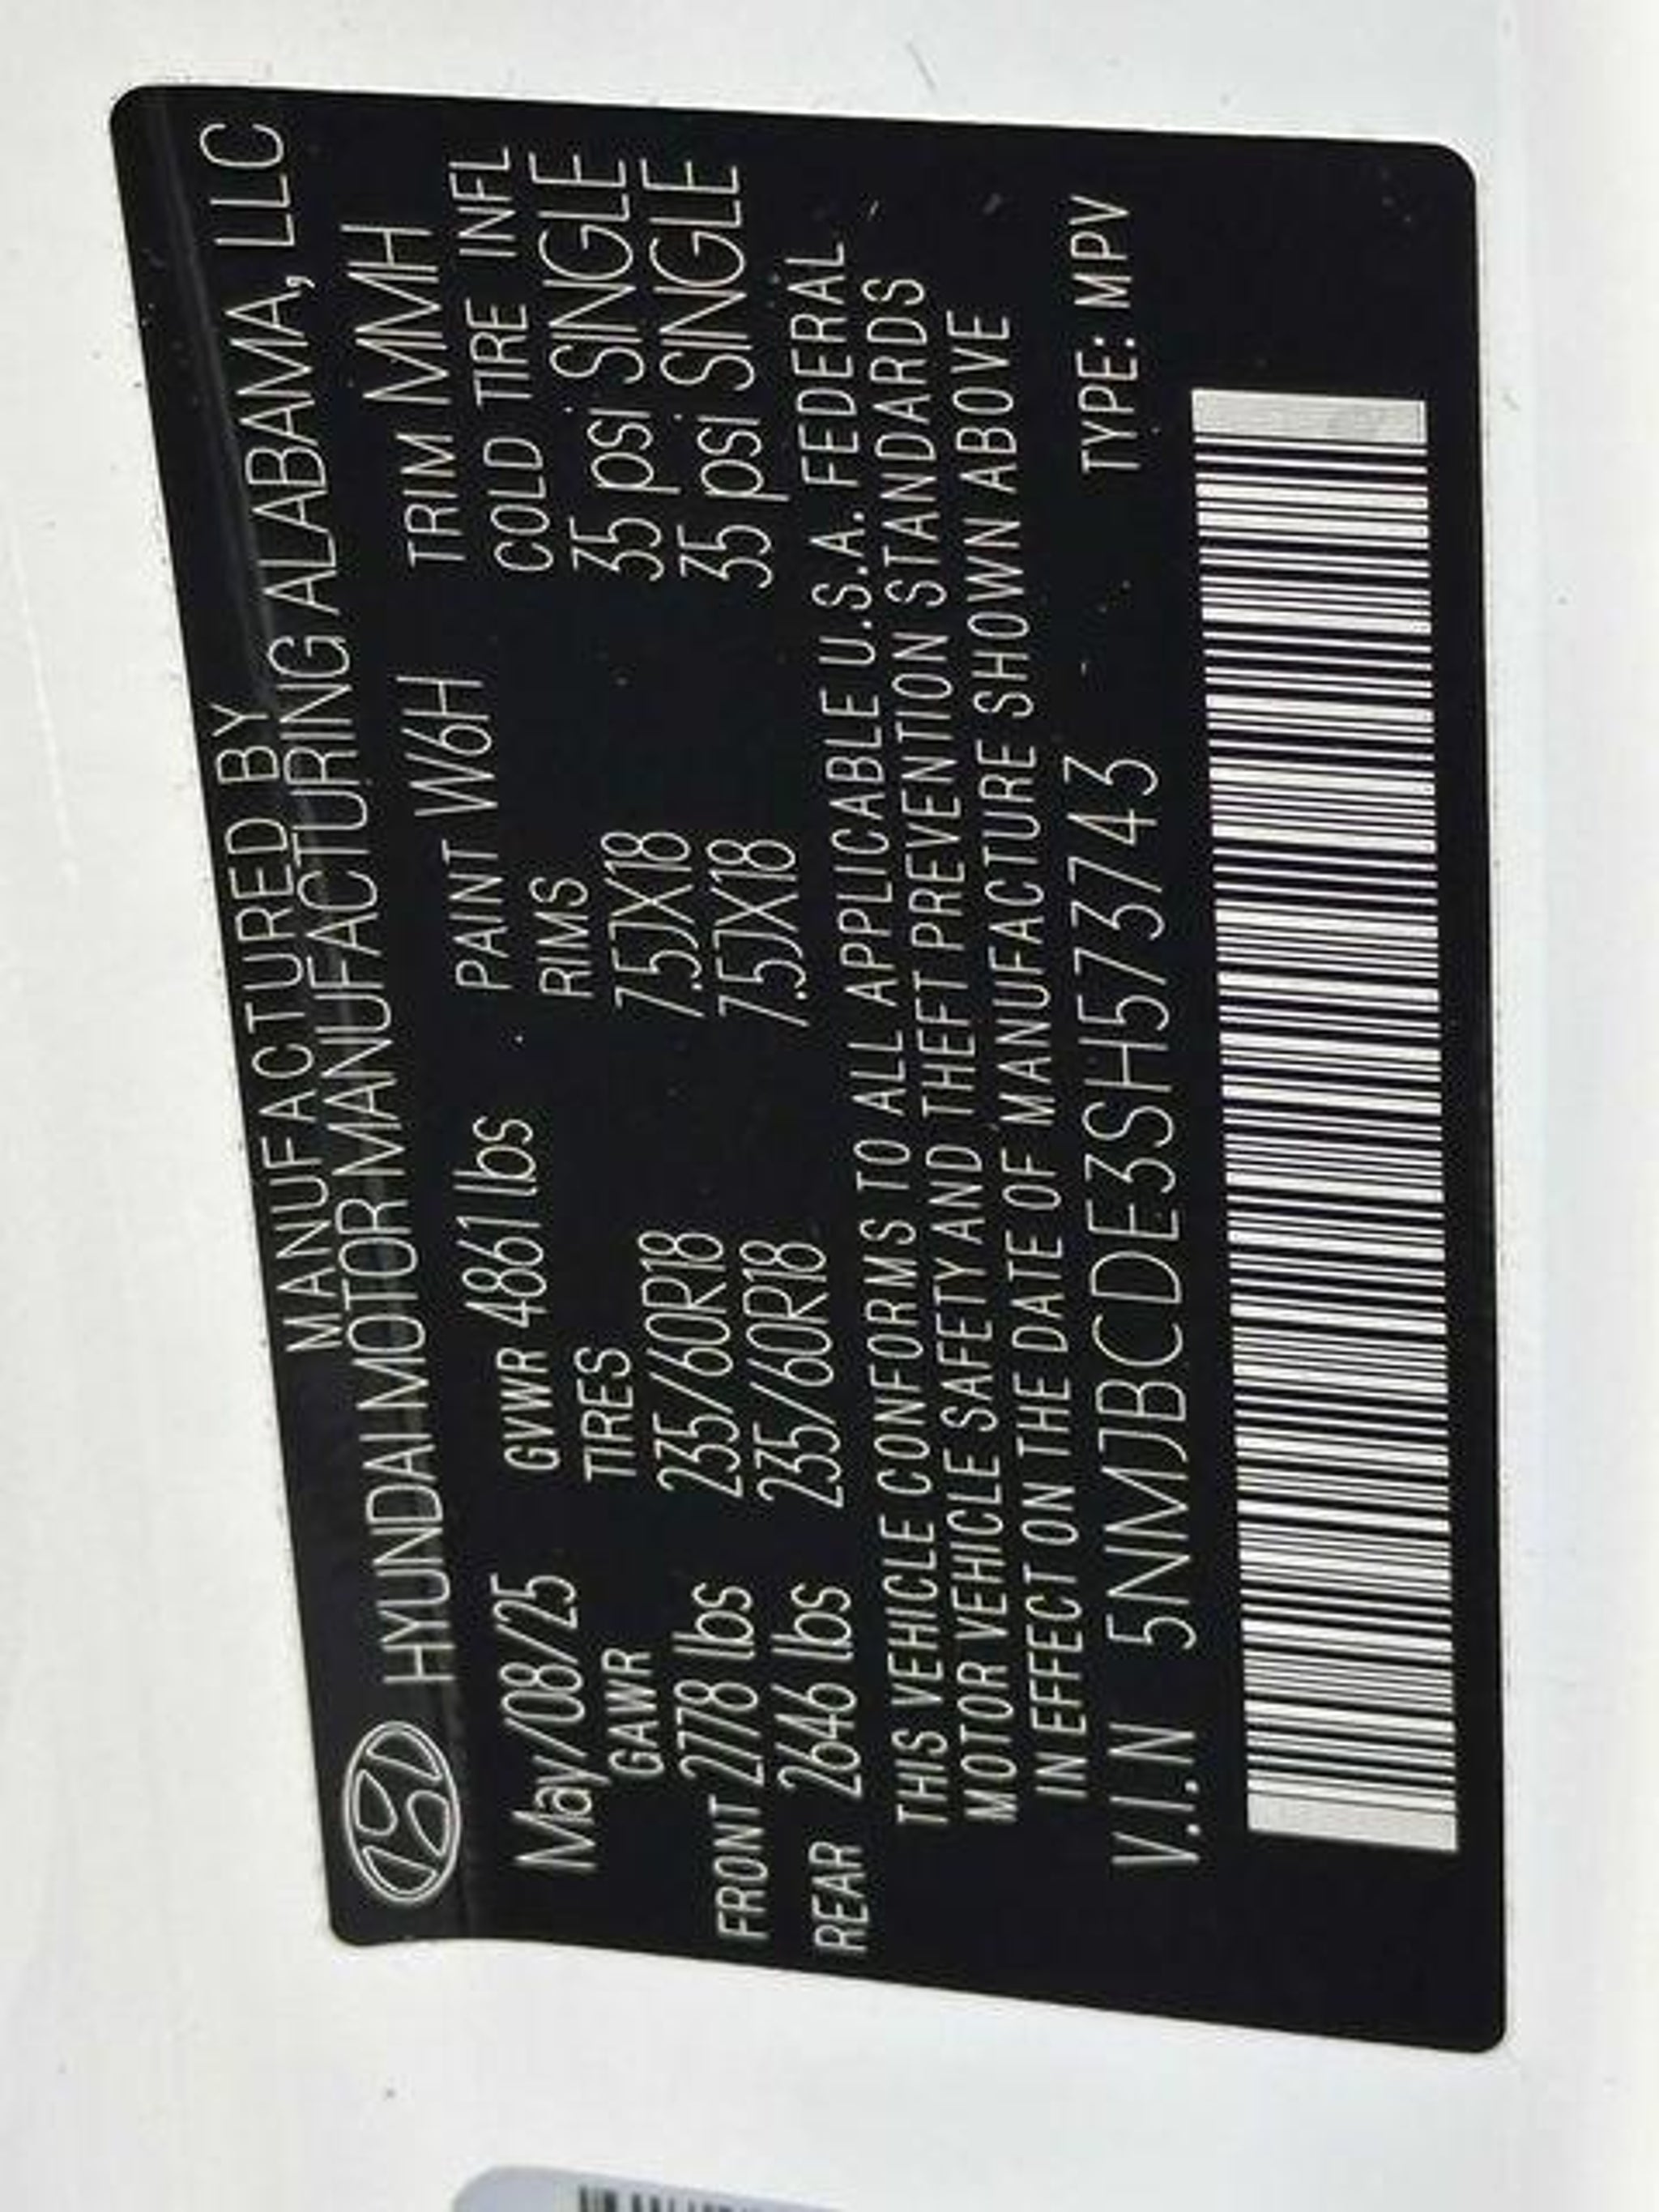 MANUFACTURED BY
HYUNDAI MOTOR MANUFACTURING ALABAMA, LLC
May/08/25 GVWR 4861 lbs PAINT W6H TRIM MMH
GAWR TIRES RIMS COLD TIRE INFL
FRONT 2778 lbs 235/60R18 7.5JX18 35 psi SINGLE
REAR 2646 lbs 235/60R18 7.5JX18 35 psi SINGLE
THIS VEHICLE CONFORMS TO ALL APPLICABLE U.S.A. FEDERAL
MOTOR VEHICLE SAFETY AND THEFT PREVENTION STANDARDS
IN EFFECT ON THE DATE OF MANUFACTURE SHOWN ABOVE
V.I.N 5NMJBCDE3SH573743 TYPE: MPV